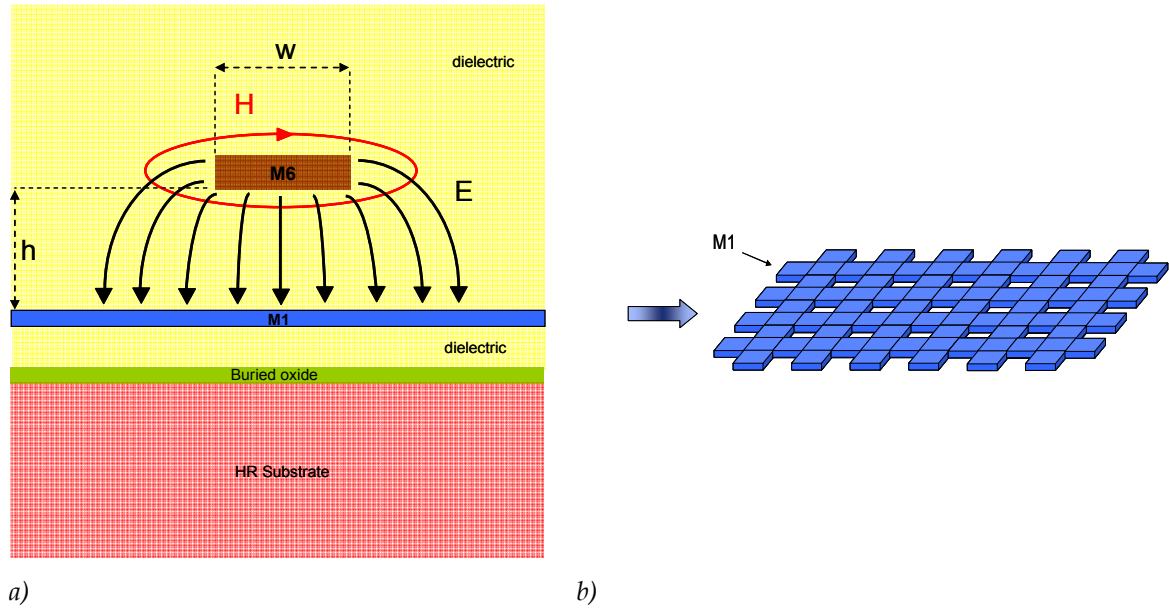 W
dielectric
H
M6
E
h
M1
M1
dielectric
Buried oxide
HR Substrate
a)
b)